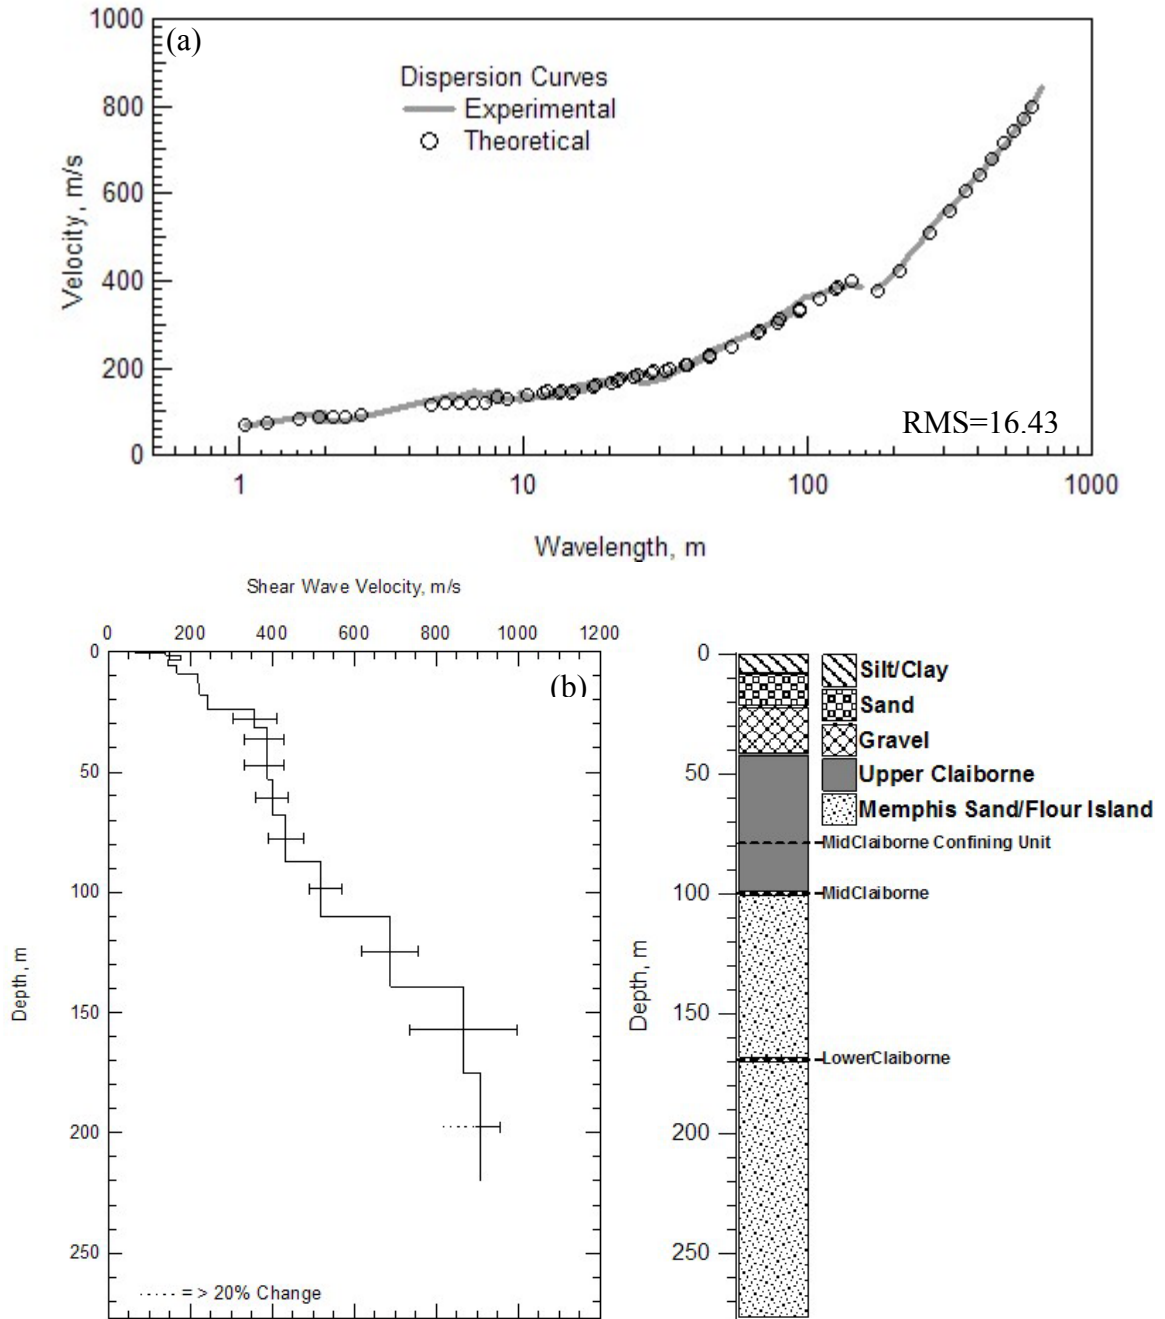 (a)
Dispersion Curves
Experimental
Theoretical
1000
800
600
400
200
0
Velocity, m/s
RMS=16.43
1 10 100 1000
Wavelength, m
Shear Wave Velocity, m/s
0 200 400 600 800 1000 1200
(b)
0
50
100
150
200
250
Depth, m
= > 20% Change
0
50
100
150
200
250
Depth, m
Silt/Clay
Sand
Gravel
Upper Claiborne
Memphis Sand/Flour Island
MidClaiborne Confining Unit
MidClaiborne
LowerClaiborne